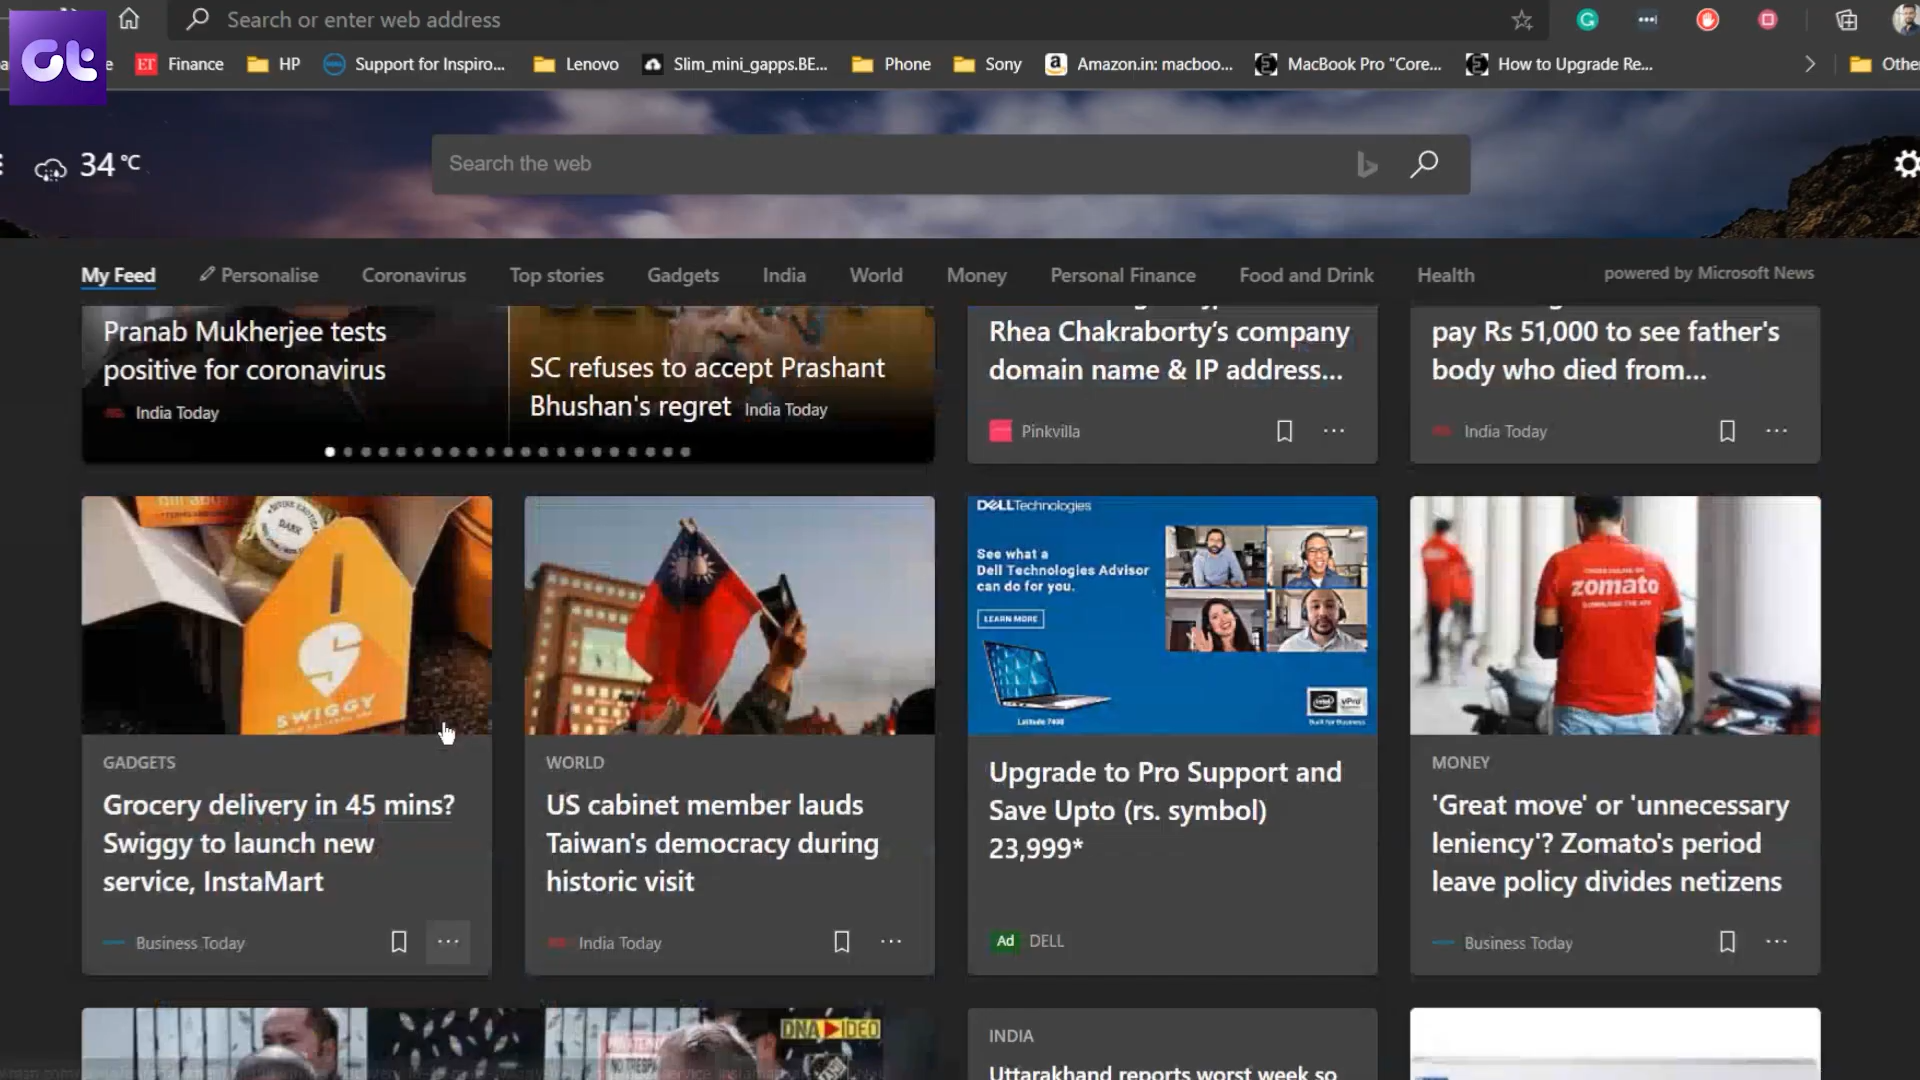 Search or enter web address
Gt
ET Finance
HP
Support for Inspiro...
Lenovo
Slim_mini_gapps.BE...
Phone
Sony
Amazon.in: macboo...
MacBook Pro "Core...
How to Upgrade Re...
Othe
34 °C
Search the web
My Feed
Personalise
Coronavirus
Top stories
Gadgets
India
World
Money
Personal Finance
Food and Drink
Health
powered by Microsoft News
Pranab Mukherjee tests
positive for coronavirus
India Today
SC refuses to accept Prashant
Bhushan's regret India Today
Rhea Chakraborty's company
domain name & IP address...
Pinkvilla
pay Rs 51,000 to see father's
body who died from...
India Today
DARK
SWIGGY
GADGETS
Grocery delivery in 45 mins?
Swiggy to launch new
service, InstaMart
Business Today
WORLD
US cabinet member lauds
Taiwan's democracy during
historic visit
India Today
DELLTechnologies
See what a
Dell Technologies Advisor
can do for you.
LEARN MORE
Latitude 7400
intel vPro
Built for Business
Upgrade to Pro Support and
Save Upto (rs. symbol)
23,999*
Ad DELL
zomato
MONEY
'Great move' or 'unnecessary
leniency'? Zomato's period
leave policy divides netizens
Business Today
INDIA
Uttarakhand reports worst week so